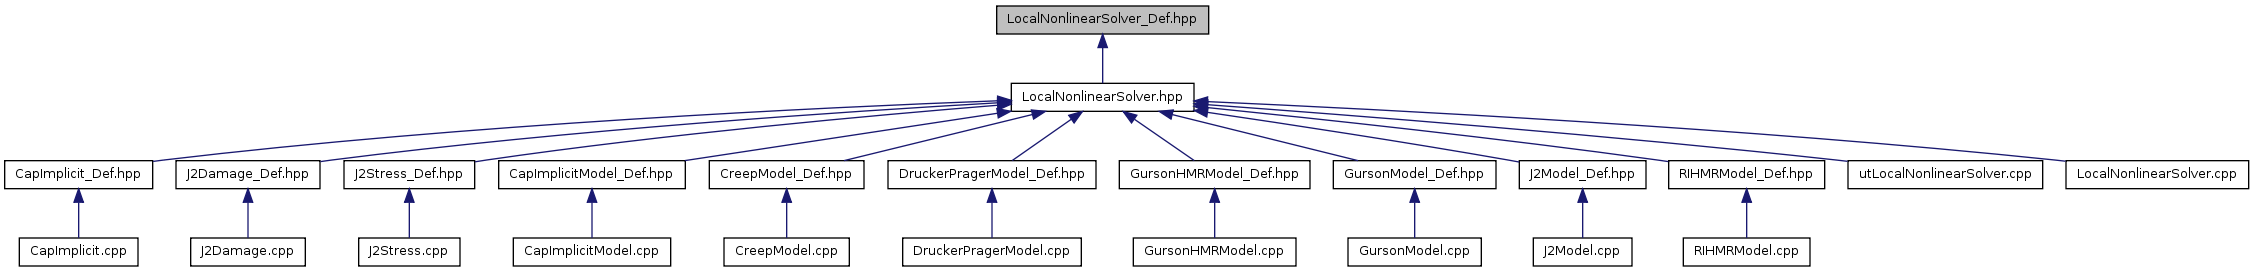 LocalNonlinearSolver_Def.hpp
LocalNonlinearSolver.hpp
CapImplicit_Def.hpp
J2Damage_Def.hpp
J2Stress_Def.hpp
CapImplicitModel_Def.hpp
CreepModel_Def.hpp
DruckerPragerModel_Def.hpp
GursonHMRModel_Def.hpp
GursonModel_Def.hpp
J2Model_Def.hpp
RIHMRModel_Def.hpp
utLocalNonlinearSolver.cpp
LocalNonlinearSolver.cpp
CapImplicit.cpp
J2Damage.cpp
J2Stress.cpp
CapImplicitModel.cpp
CreepModel.cpp
DruckerPragerModel.cpp
GursonHMRModel.cpp
GursonModel.cpp
J2Model.cpp
RIHMRModel.cpp